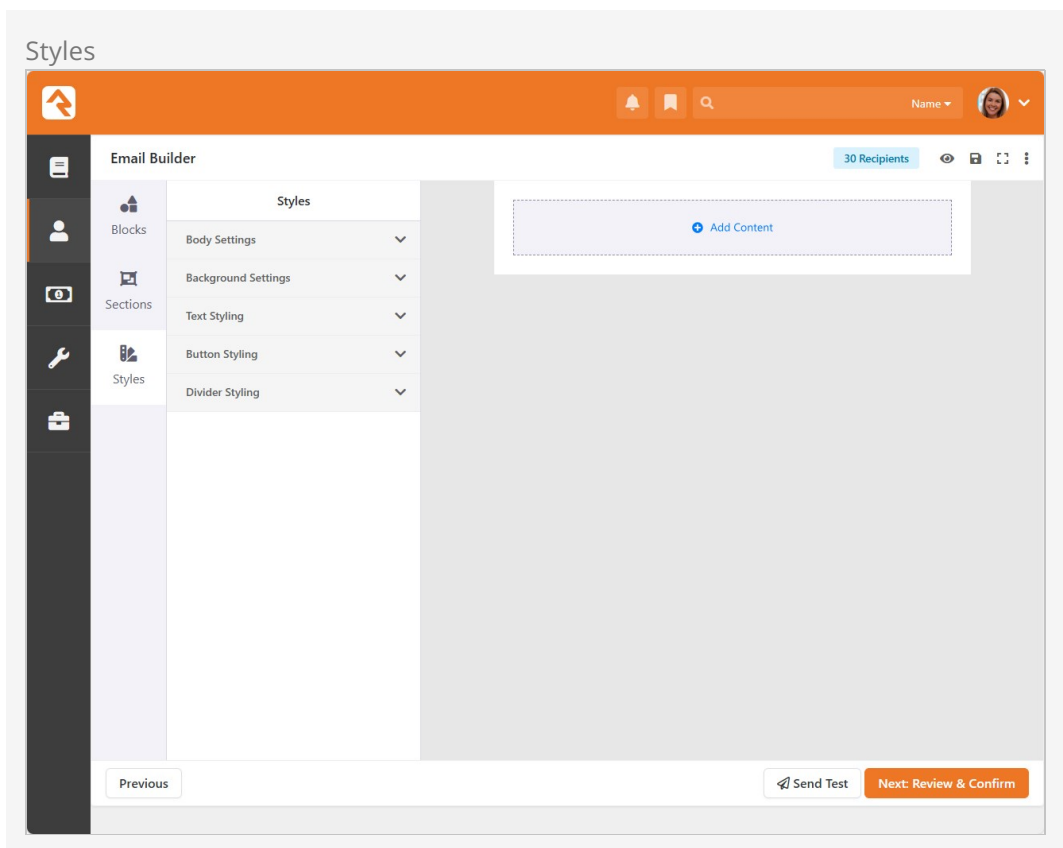 Styles
Name
Email Builder
30 Recipients
Blocks
Sections
Styles
Styles
Body Settings
Background Settings
Text Styling
Button Styling
Divider Styling
Add Content
Previous
Send Test
Next: Review & Confirm